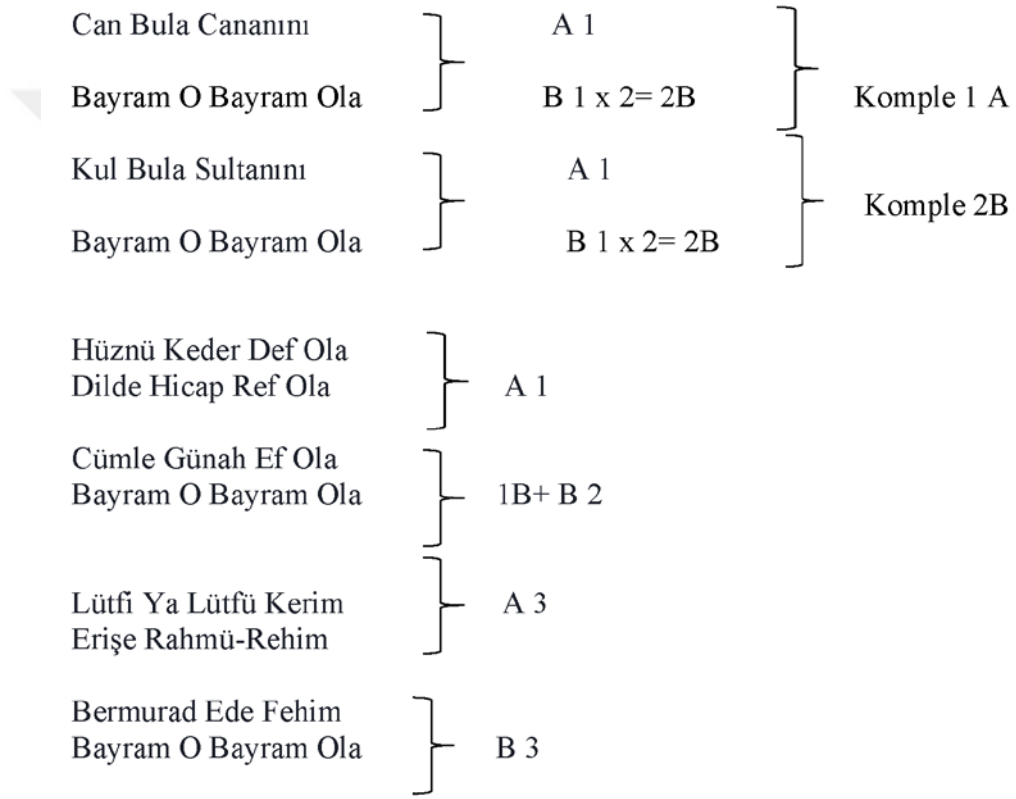 Can Bula Cananını A 1
Bayram O Bayram Ola B 1 x 2= 2B Komple 1 A
Kul Bula Sultanını A 1
Komple 2B
Bayram O Bayram Ola B 1 x 2= 2B
Hüznü Keder Def Ola
Dilde Hicap Ref Ola A 1
Cümle Günah Ef Ola
Bayram O Bayram Ola 1B+ B 2
Lütfi Ya Lütfü Kerim A 3
Erişe Rahmü-Rehim
Bermurad Ede Fehim
Bayram O Bayram Ola B 3